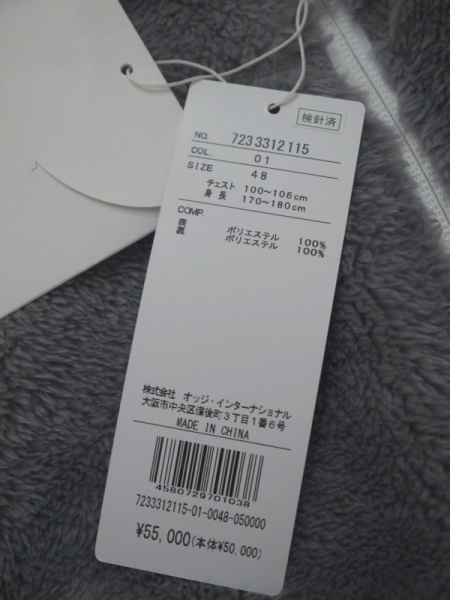 検針済
NO. 7233312115
COL. 01
SIZE 48
チェスト 100~106cm
身長 170~180cm
COMP.
表 ポリエステル 100%
裏 ポリエステル 100%
株式会社 オッジ・インターナショナル
大阪市中央区備後町3丁目1番6号
MADE IN CHINA
4580729701038
7233312115-01-0048-050000
¥55,000(本体¥50,000)